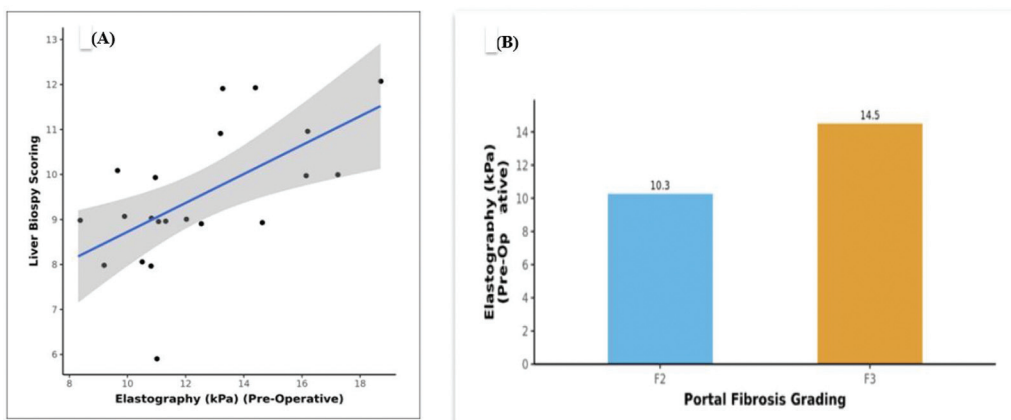 (A)
13
12
11
10
9
8
7
6
Liver Biospy Scoring
8 10 12 14 16 18
Elastography (kPa) (Pre-Operative)
(B)
14
12
10
8
6
4
2
0
Elastography (kPa)
(Pre-Op ative)
10.3
14.5
F2 F3
Portal Fibrosis Grading